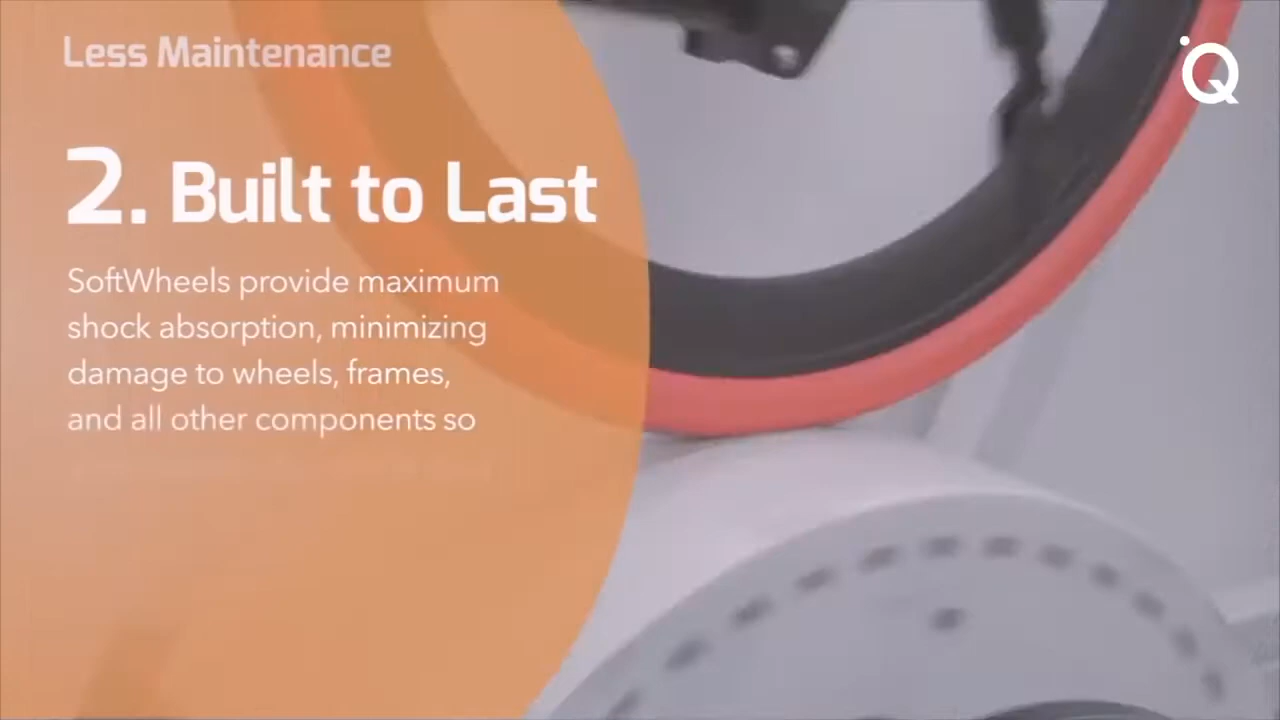 Less Maintenance
2. Built to Last
SoftWheels provide maximum
shock absorption, minimizing
damage to wheels, frames,
and all other components so
Q